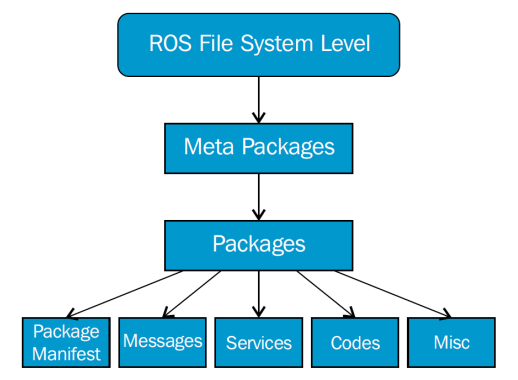 ROS File System Level
Meta Packages
Packages
Package
Manifest
Messages
Services
Codes
Misc